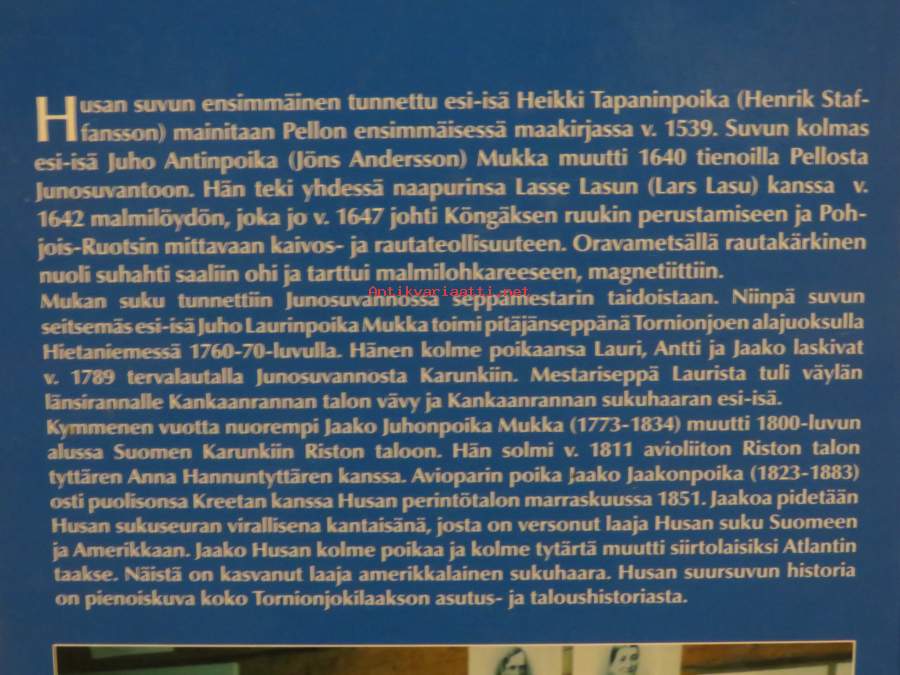 Husan suvun ensimmäinen tunnettu esi-isä Heikki Tapaninpoika (Henrik Staf-
fansson) mainitaan Pellon ensimmäisessä maakirjassa v. 1539. Suvun kolmas
esi-isä Juho Antinpoika (Jöns Andersson) Mukka muutti 1640 tienoilla Pellosta
Junosuvantoon. Hän teki yhdessä naapurinsa Lasse Lasun (Lars Lasu) kanssa v.
1642 malmilöydön, joka jo v. 1647 johti Köngäksen ruukin perustamiseen ja Poh-
jois-Ruotsin mittavaan kaivos- ja rautateollisuuteen. Oravametsällä rautakärkinen
nuoli suhahti saaliin ohi ja tarttui malmilohkareeseen, magnetiittiin.
Antikvariaatti.net
Mukan suku tunnettiin Junosuvannossa seppämestarin taidoistaan. Niinpä suvun
seitsemäs esi-isä Juho Laurinpoika Mukka toimi pitäjänseppänä Tornionjoen alajuoksulla
Hietaniemessä 1760-70-luvulla. Hänen kolme poikaansa Lauri, Antti ja Jaako laskivat
v. 1789 tervalautalla Junosuvannosta Karunkiin. Mestariseppä Laurista tuli väylän
länsirannalle Kankaanrannan talon vävy ja Kankaanrannan sukuhaaran esi-isä.
Kymmenen vuotta nuorempi Jaako Juhonpoika Mukka (1773-1834) muutti 1800-luvun
alussa Suomen Karunkiin Riston taloon. Hän solmi v. 1811 avioliiton Riston talon
tyttären Anna Hannuntyttären kanssa. Avioparin poika Jaako Jaakonpoika (1823-1883)
osti puolisonsa Kreetan kanssa Husan perintötalon marraskuussa 1851. Jaakoa pidetään
Husan sukuseuran virallisena kantaisänä, josta on versonut laaja Husan suku Suomeen
ja Amerikkaan. Jaako Husan kolme poikaa ja kolme tytärtä muutti siirtolaisiksi Atlantin
taakse. Näistä on kasvanut laaja amerikkalainen sukuhaara. Husan suursuvun historia
on pienoiskuva koko Tornionjokilaakson asutus- ja taloushistoriasta.